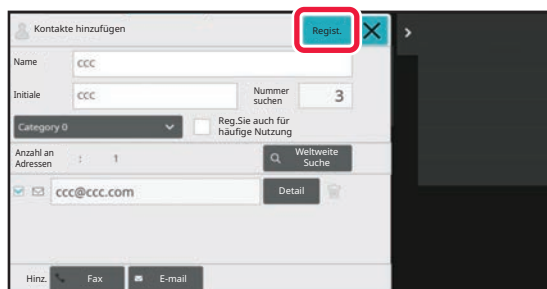 Kontakte hinzufügen
Regist.
Name
ccc
Initiale
ccc
Nummer
suchen
3
Category 0
Reg.Sie auch für
häufige Nutzung
Anzahl an
Adressen
:
1
Weltweite
Suche
ccc@ccc.com
Detail
Hinz.
Fax
E-mail